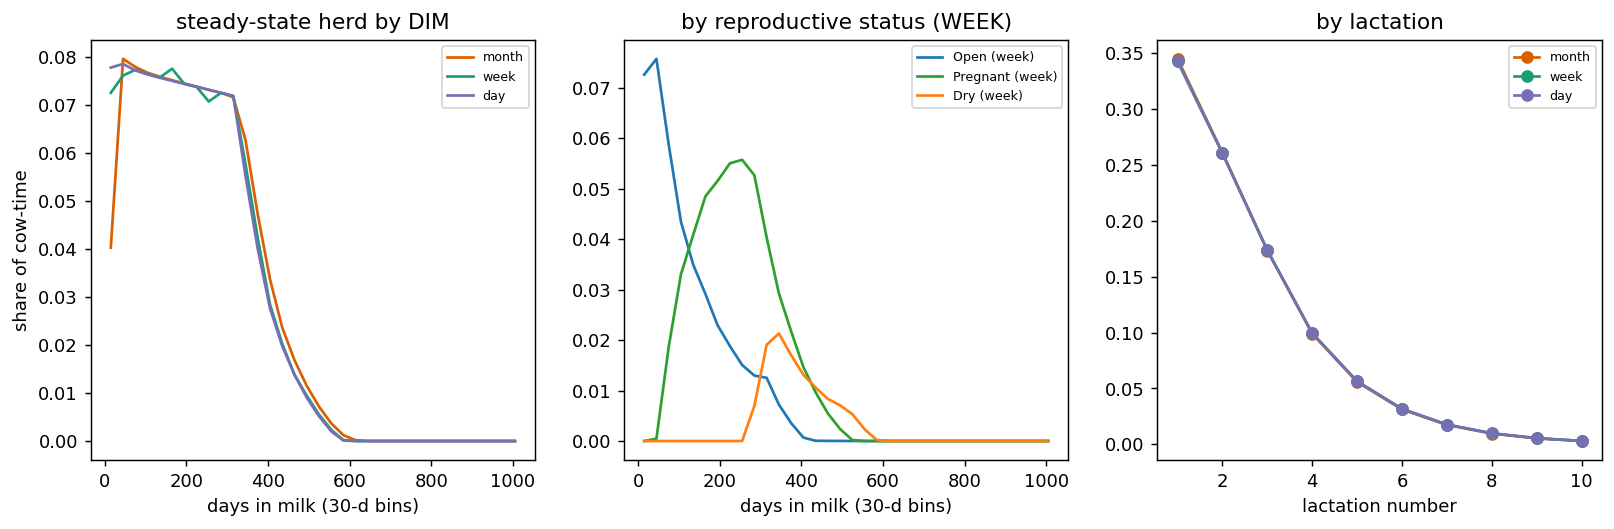 steady-state herd by DIM
share of cow-time
0.08
0.07
0.06
0.05
0.04
0.03
0.02
0.01
0.00
month
week
day
0
200
400
600
800
1000
days in milk (30-d bins)
by reproductive status (WEEK)
0.07
0.06
0.05
0.04
0.03
0.02
0.01
0.00
Open (week)
Pregnant (week)
Dry (week)
0
200
400
600
800
1000
days in milk (30-d bins)
by lactation
0.35
0.30
0.25
0.20
0.15
0.10
0.05
0.00
month
week
day
2
4
6
8
10
lactation number